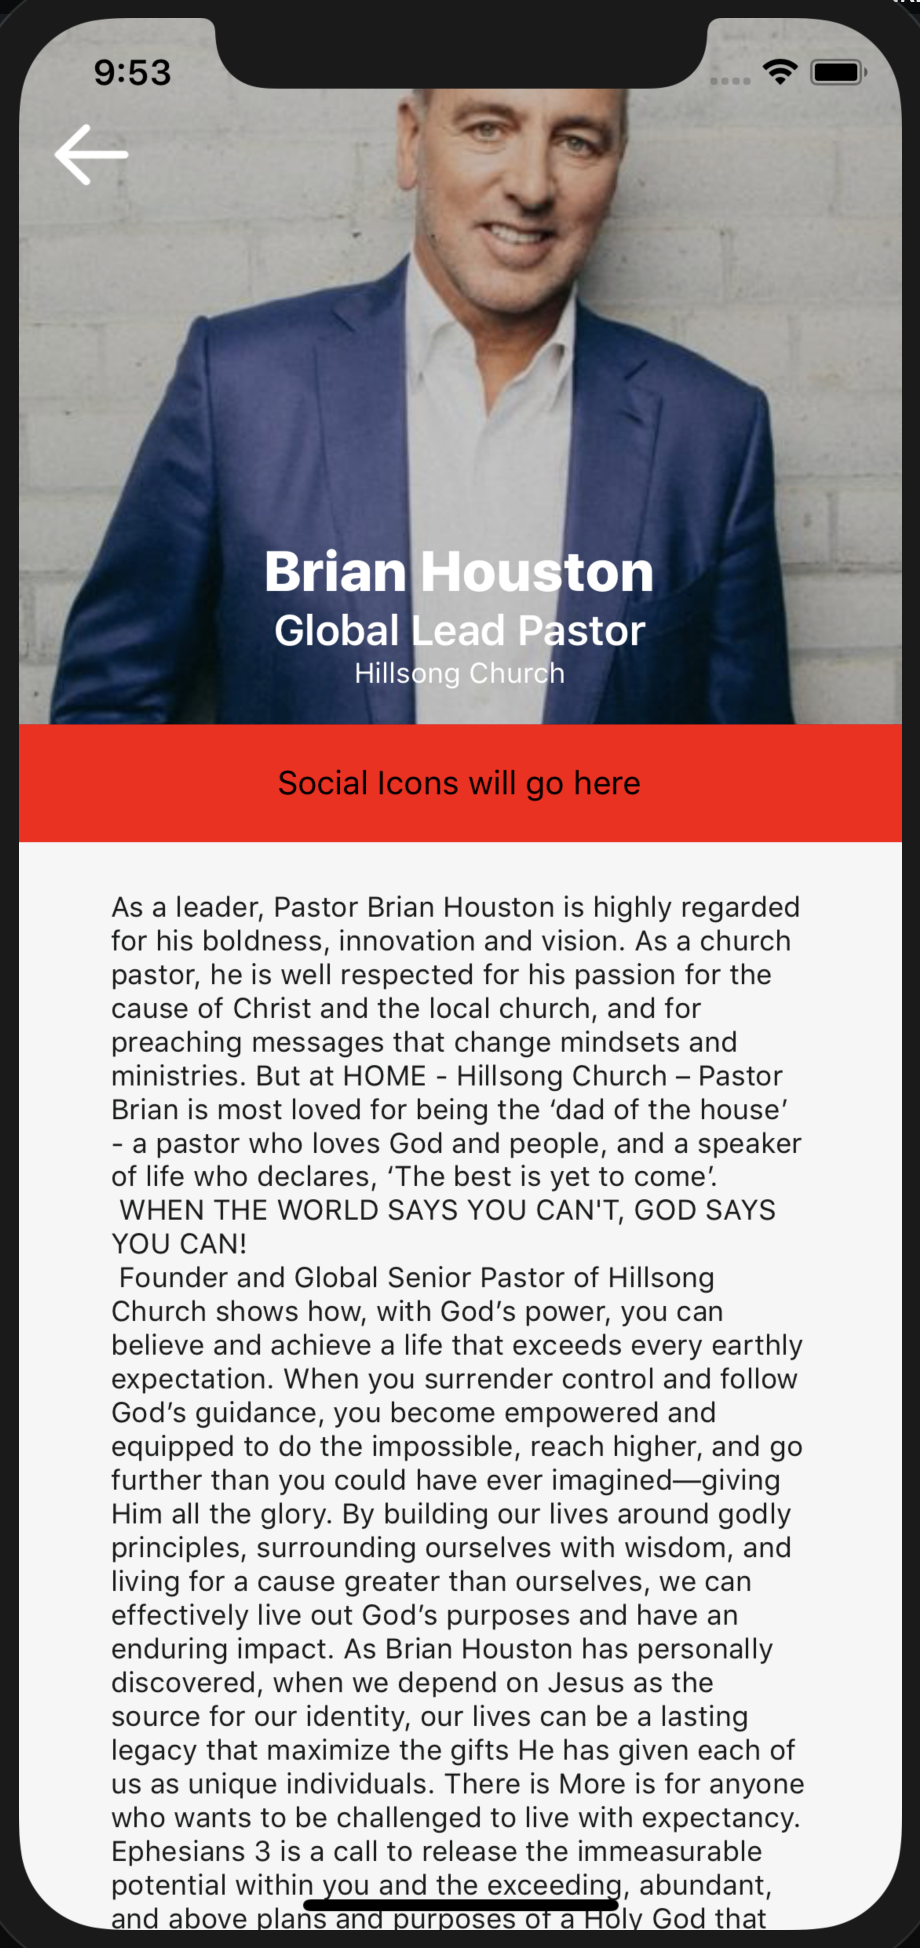 9:53
Brian Houston
Global Lead Pastor
Hillsong Church
Social Icons will go here
As a leader, Pastor Brian Houston is highly regarded
for his boldness, innovation and vision. As a church
pastor, he is well respected for his passion for the
cause of Christ and the local church, and for
preaching messages that change mindsets and
ministries. But at HOME - Hillsong Church – Pastor
Brian is most loved for being the ‘dad of the house’
- a pastor who loves God and people, and a speaker
of life who declares, ‘The best is yet to come’.
WHEN THE WORLD SAYS YOU CAN'T, GOD SAYS
YOU CAN!
Founder and Global Senior Pastor of Hillsong
Church shows how, with God’s power, you can
believe and achieve a life that exceeds every earthly
expectation. When you surrender control and follow
God’s guidance, you become empowered and
equipped to do the impossible, reach higher, and go
further than you could have ever imagined—giving
Him all the glory. By building our lives around godly
principles, surrounding ourselves with wisdom, and
living for a cause greater than ourselves, we can
effectively live out God’s purposes and have an
enduring impact. As Brian Houston has personally
discovered, when we depend on Jesus as the
source for our identity, our lives can be a lasting
legacy that maximize the gifts He has given each of
us as unique individuals. There is More is for anyone
who wants to be challenged to live with expectancy.
Ephesians 3 is a call to release the immeasurable
potential within you and the exceeding, abundant,
and above plans and purposes of a Holy God that